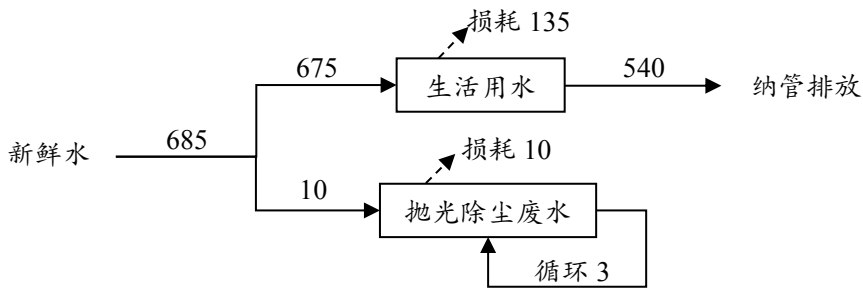 损耗 135
675
生活用水
540
纳管排放
新鲜水
685
损耗 10
10
抛光除尘废水
循环 3